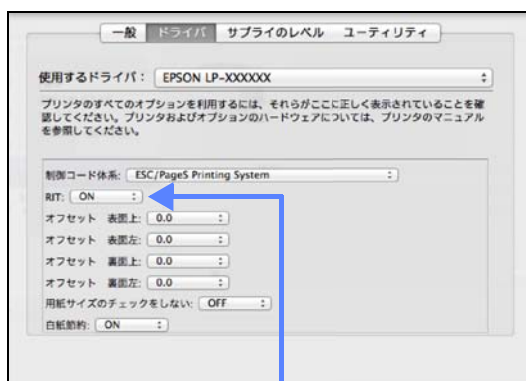 一般 ドライバ サプライのレベル ユーティリティ
使用するドライバ： EPSON LP-XXXXXX
プリンタのすべてのオプションを利用するには、それらがここに正しく表示されていることを確
認してください。プリンタおよびオプションのハードウェアについては、プリンタのマニュアル
を参照してください。
制御コード体系: ESC/PageS Printing System
RIT: ON
オフセット 表面上: 0.0
オフセット 表面左: 0.0
オフセット 裏面上: 0.0
オフセット 裏面左: 0.0
用紙サイズのチェックをしない: OFF
白紙節約: ON